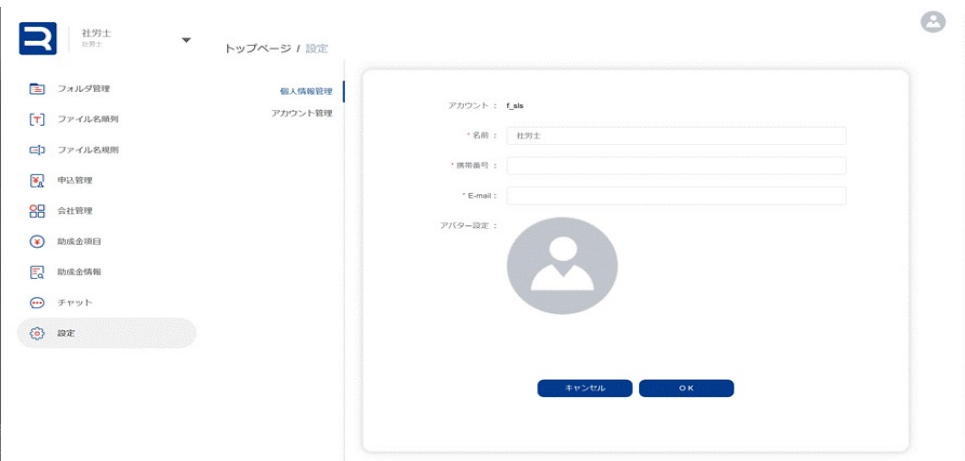 社労士
社労士
トップページ / 設定
フォルダ管理
ファイル名順列
ファイル名規則
申込管理
会社管理
助成金項目
助成金情報
チャット
設定
個人情報管理
アカウント管理
アカウント : f_sls
* 名前 : 社労士
* 携帯番号 :
* E-mail :
アバター設定 :
キャンセル
OK